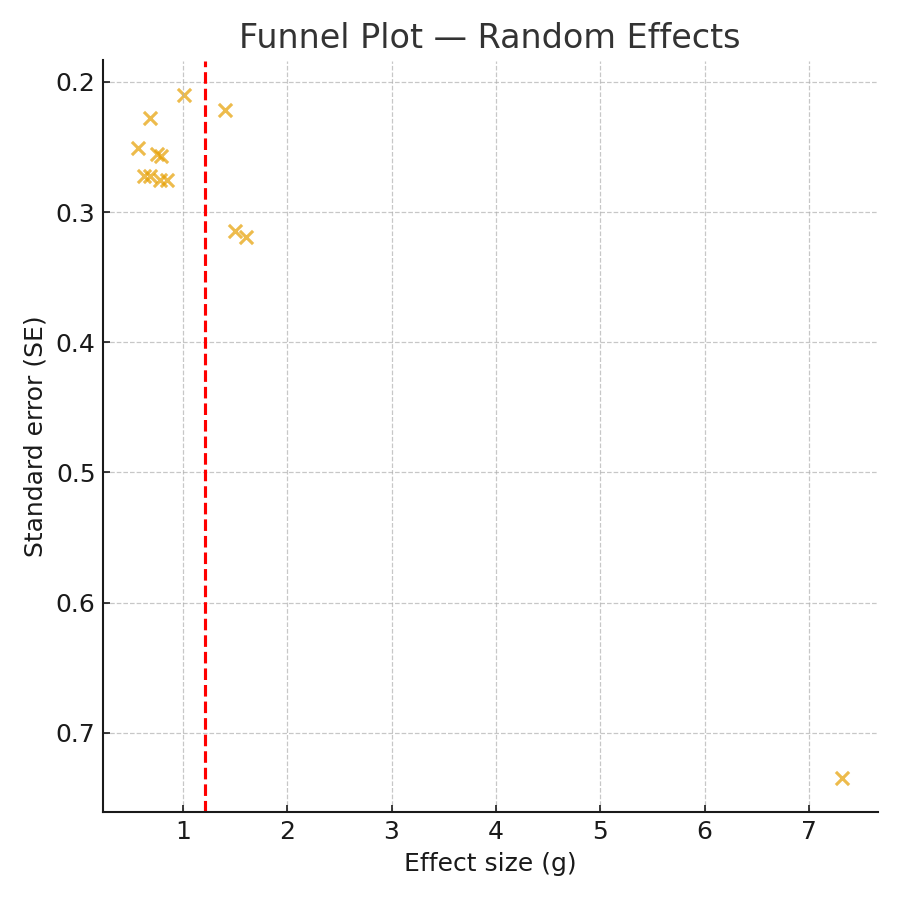 Funnel Plot — Random Effects
0.2
0.3
0.4
0.5
0.6
0.7
Standard error (SE)
1 2 3 4 5 6 7
Effect size (g)